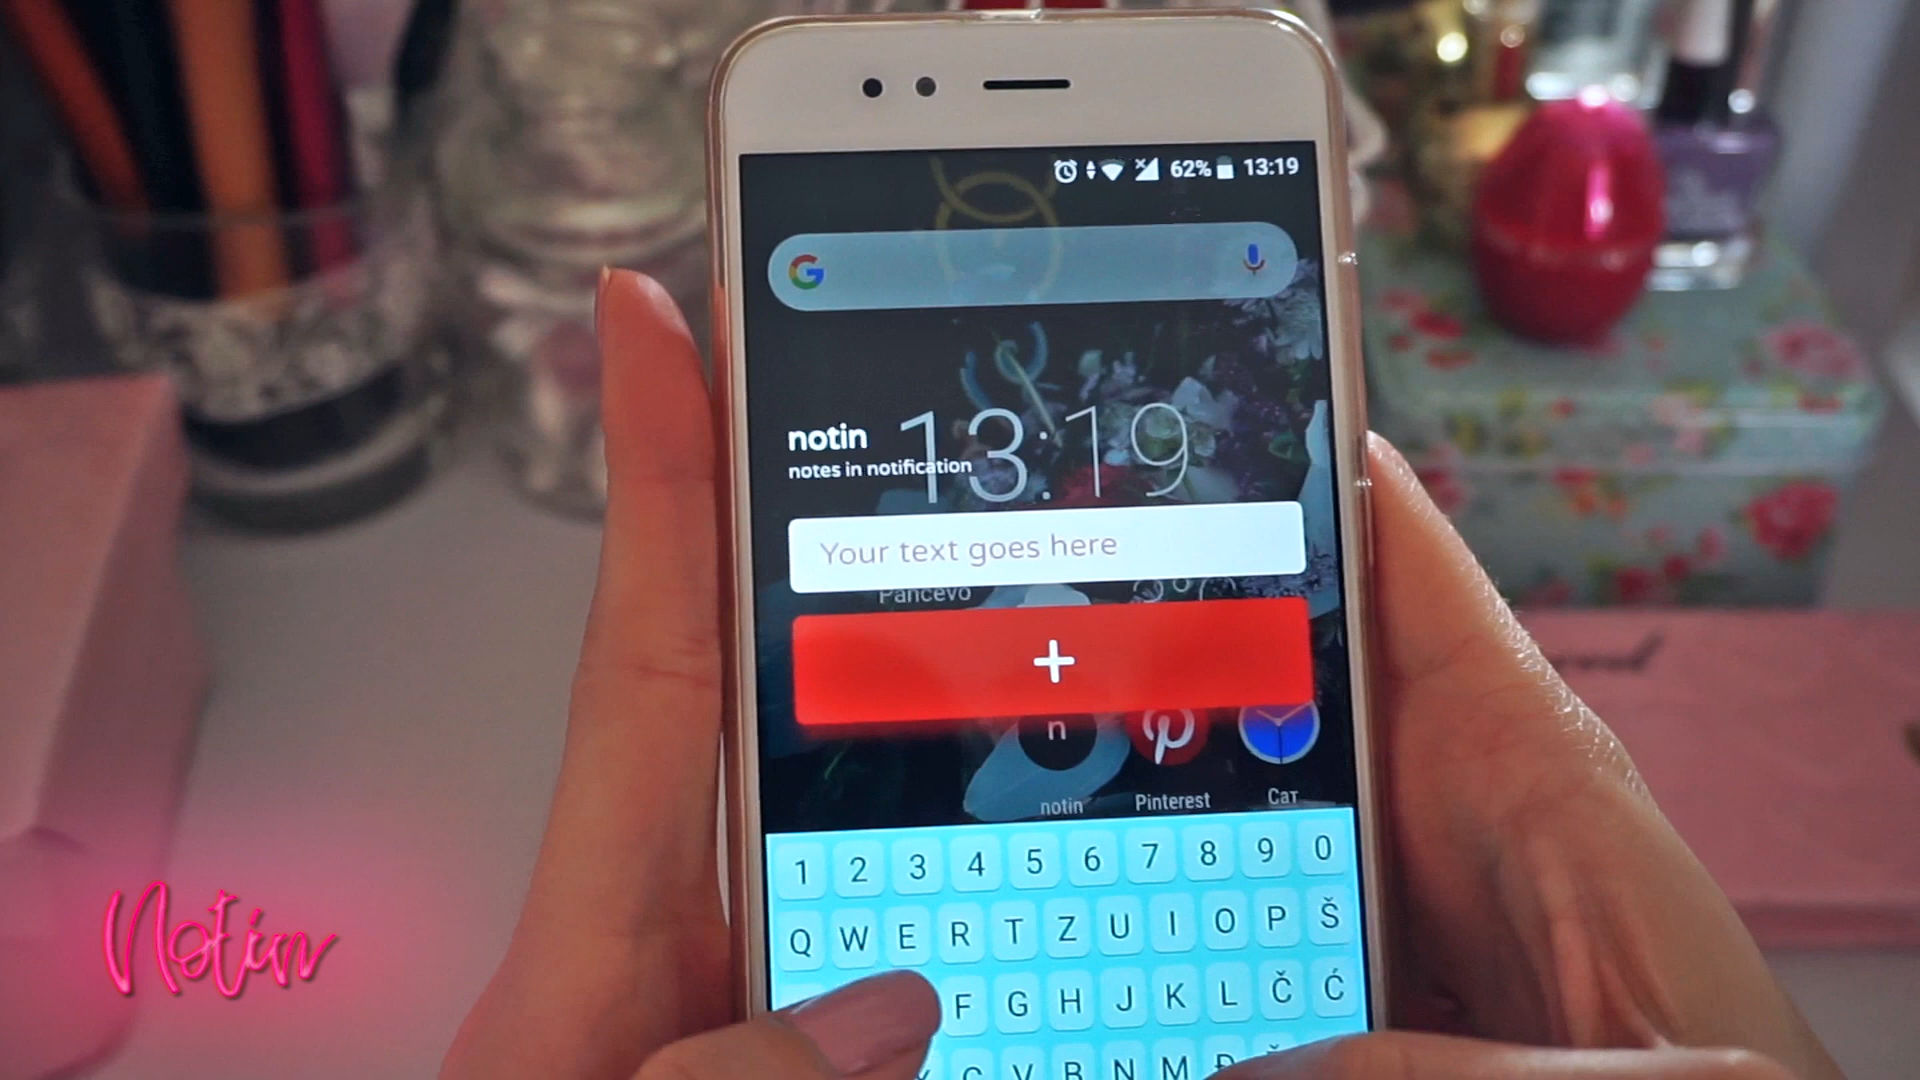 62% 13:19
G
13:19
notin
notes in notification
Your text goes here
Pančevo
+
n
notin Pinterest Сат
1 2 3 4 5 6 7 8 9 0
Q W E R T Z U I O P Š
F G H J K L Č Ć
C V B N M Đ
Notin